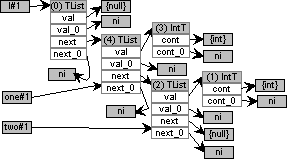 l#1
(0) TList
{null}
val
val_0
ni
next
next_0
(3) IntT
(4) TList
cont
{int}
val
cont_0
val_0
ni
ni
next
one#1
next_0
(2) TList
(1) IntT
val
cont
{int}
ni
val_0
cont_0
next
ni
two#1
next_0
{null}
ni